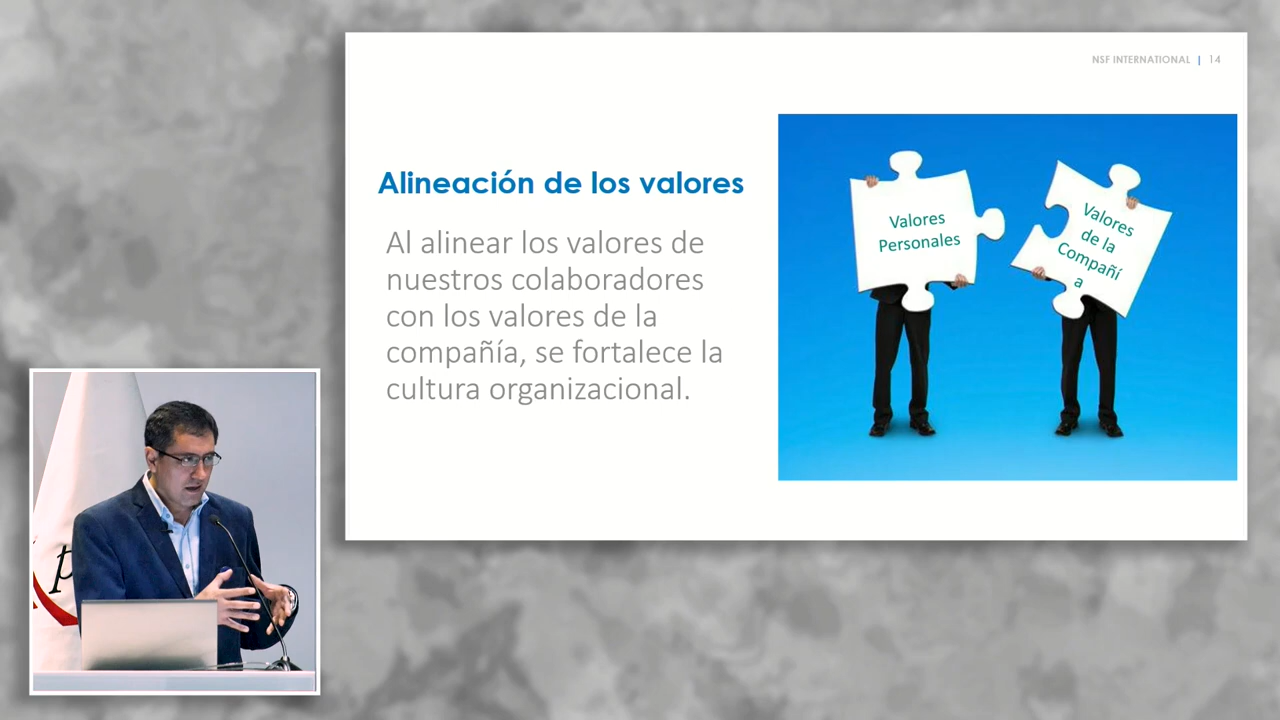 NSF INTERNATIONAL | 14
Alineación de los valores
Al alinear los valores de
nuestros colaboradores
con los valores de la
compañía, se fortalece la
cultura organizacional.
Valores
Personales
Valores
de la
Compañí
a
p